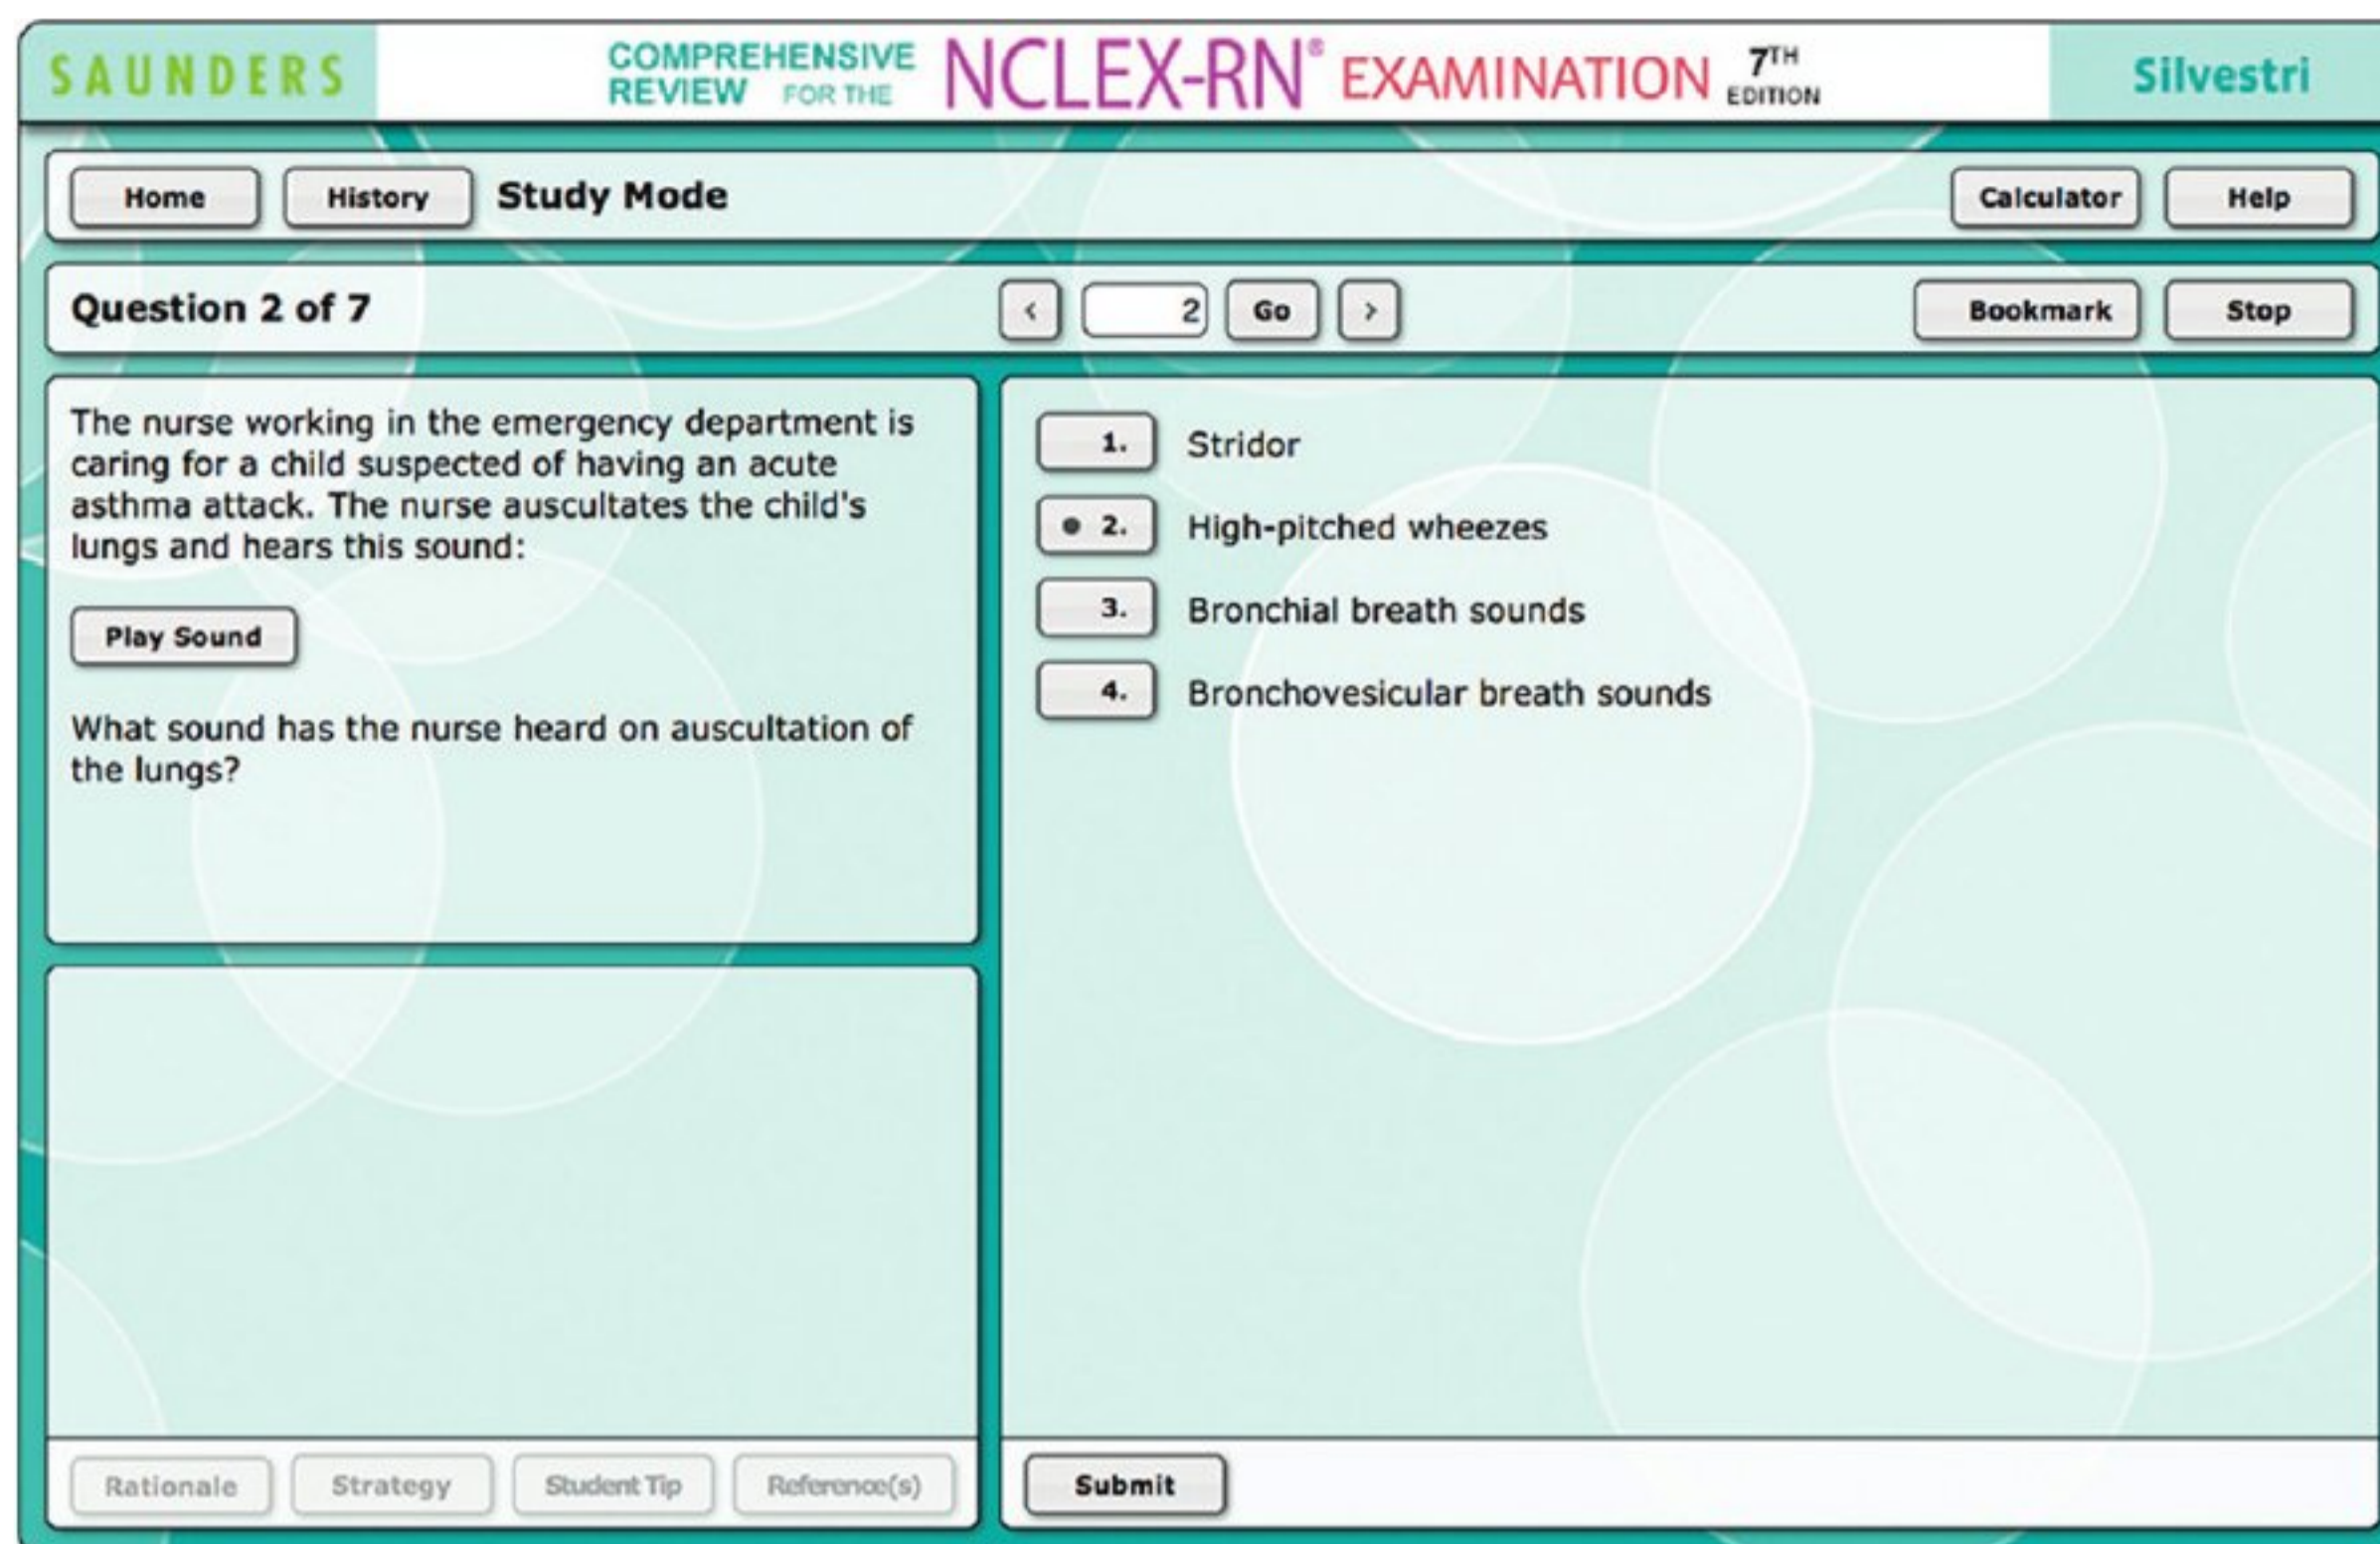 SAUNDERS
COMPREHENSIVE
REVIEW FOR THE
NCLEX-RN® EXAMINATION
7TH
EDITION
Silvestri
Home
History
Study Mode
Calculator
Help
Question 2 of 7
<
2
Go
>
Bookmark
Stop
The nurse working in the emergency department is
caring for a child suspected of having an acute
asthma attack. The nurse auscultates the child's
lungs and hears this sound:
Play Sound
What sound has the nurse heard on auscultation of
the lungs?
1. Stridor
2. High-pitched wheezes
3. Bronchial breath sounds
4. Bronchovesicular breath sounds
Rationale
Strategy
Student Tip
Reference(s)
Submit